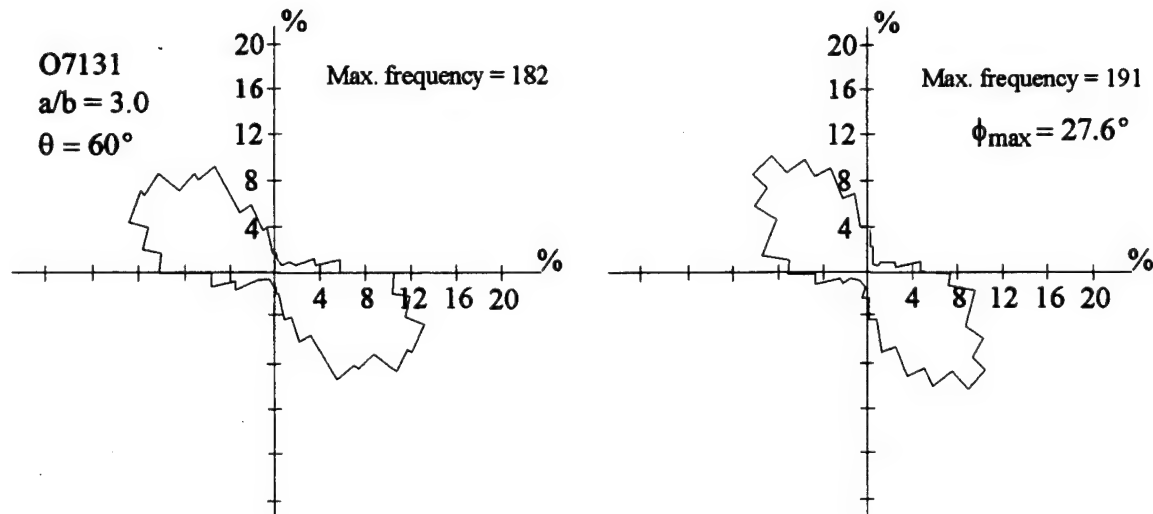 %
20
O7131
Max. frequency = 182
a/b = 3.0
16
θ = 60°
12
8
4
%
4 8 12 16 20
%
20
Max. frequency = 191
16
ϕmax = 27.6°
12
8
4
%
4 8 12 16 20